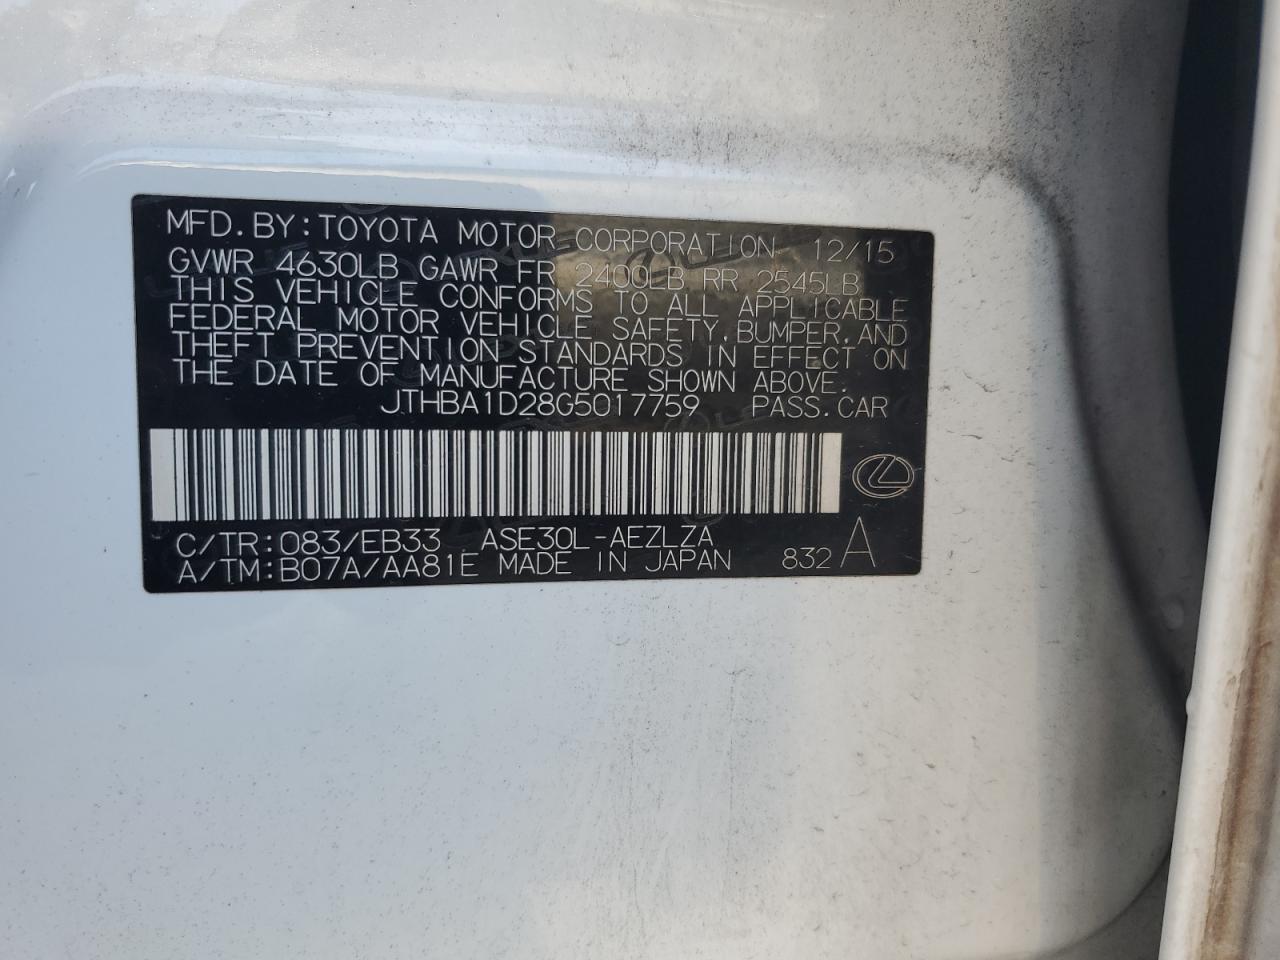 MFD.BY:TOYOTA MOTOR CORPORATION 12/15
GVWR 4630LB GAWR FR 2400LB RR 2545LB
THIS VEHICLE CONFORMS TO ALL APPLICABLE
FEDERAL MOTOR VEHICLE SAFETY,BUMPER,AND
THEFT PREVENTION STANDARDS IN EFFECT ON
THE DATE OF MANUFACTURE SHOWN ABOVE.
JTHBA1D28G5017759 PASS.CAR
C/TR:083/EB33 ASE30L-AEZLZA
A/TM:B07A/AA81E MADE IN JAPAN 832 A